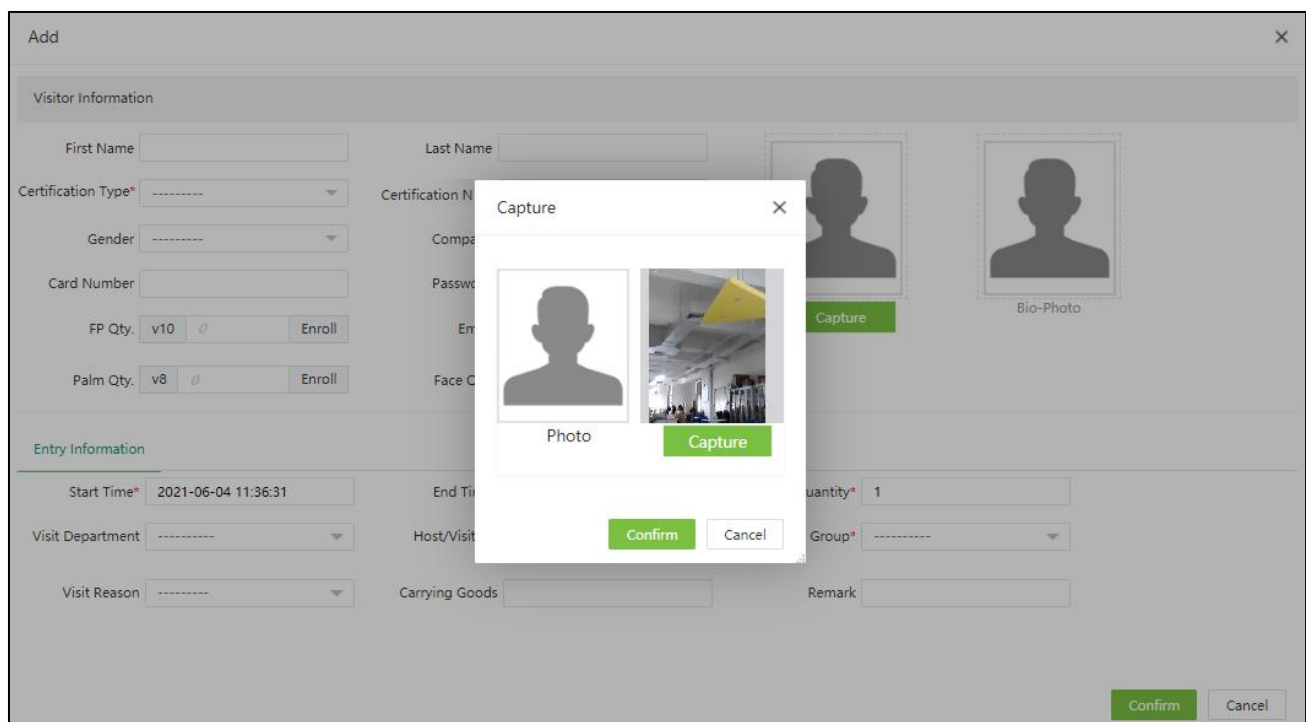 Add
Visitor Information
First Name
Last Name
Certification Type* ---------
Certification N
Gender ---------
Compa
Card Number
Passwo
FP Qty. v10 0 Enroll
Em
Palm Qty. v8 0 Enroll
Face Q
Capture
Bio-Photo
Capture
Photo
Capture
Confirm Cancel
Entry Information
Start Time* 2021-06-04 11:36:31
End Ti
uantity* 1
Visit Department ----------
Host/Visit
Group* ----------
Visit Reason ---------
Carrying Goods
Remark
Confirm Cancel